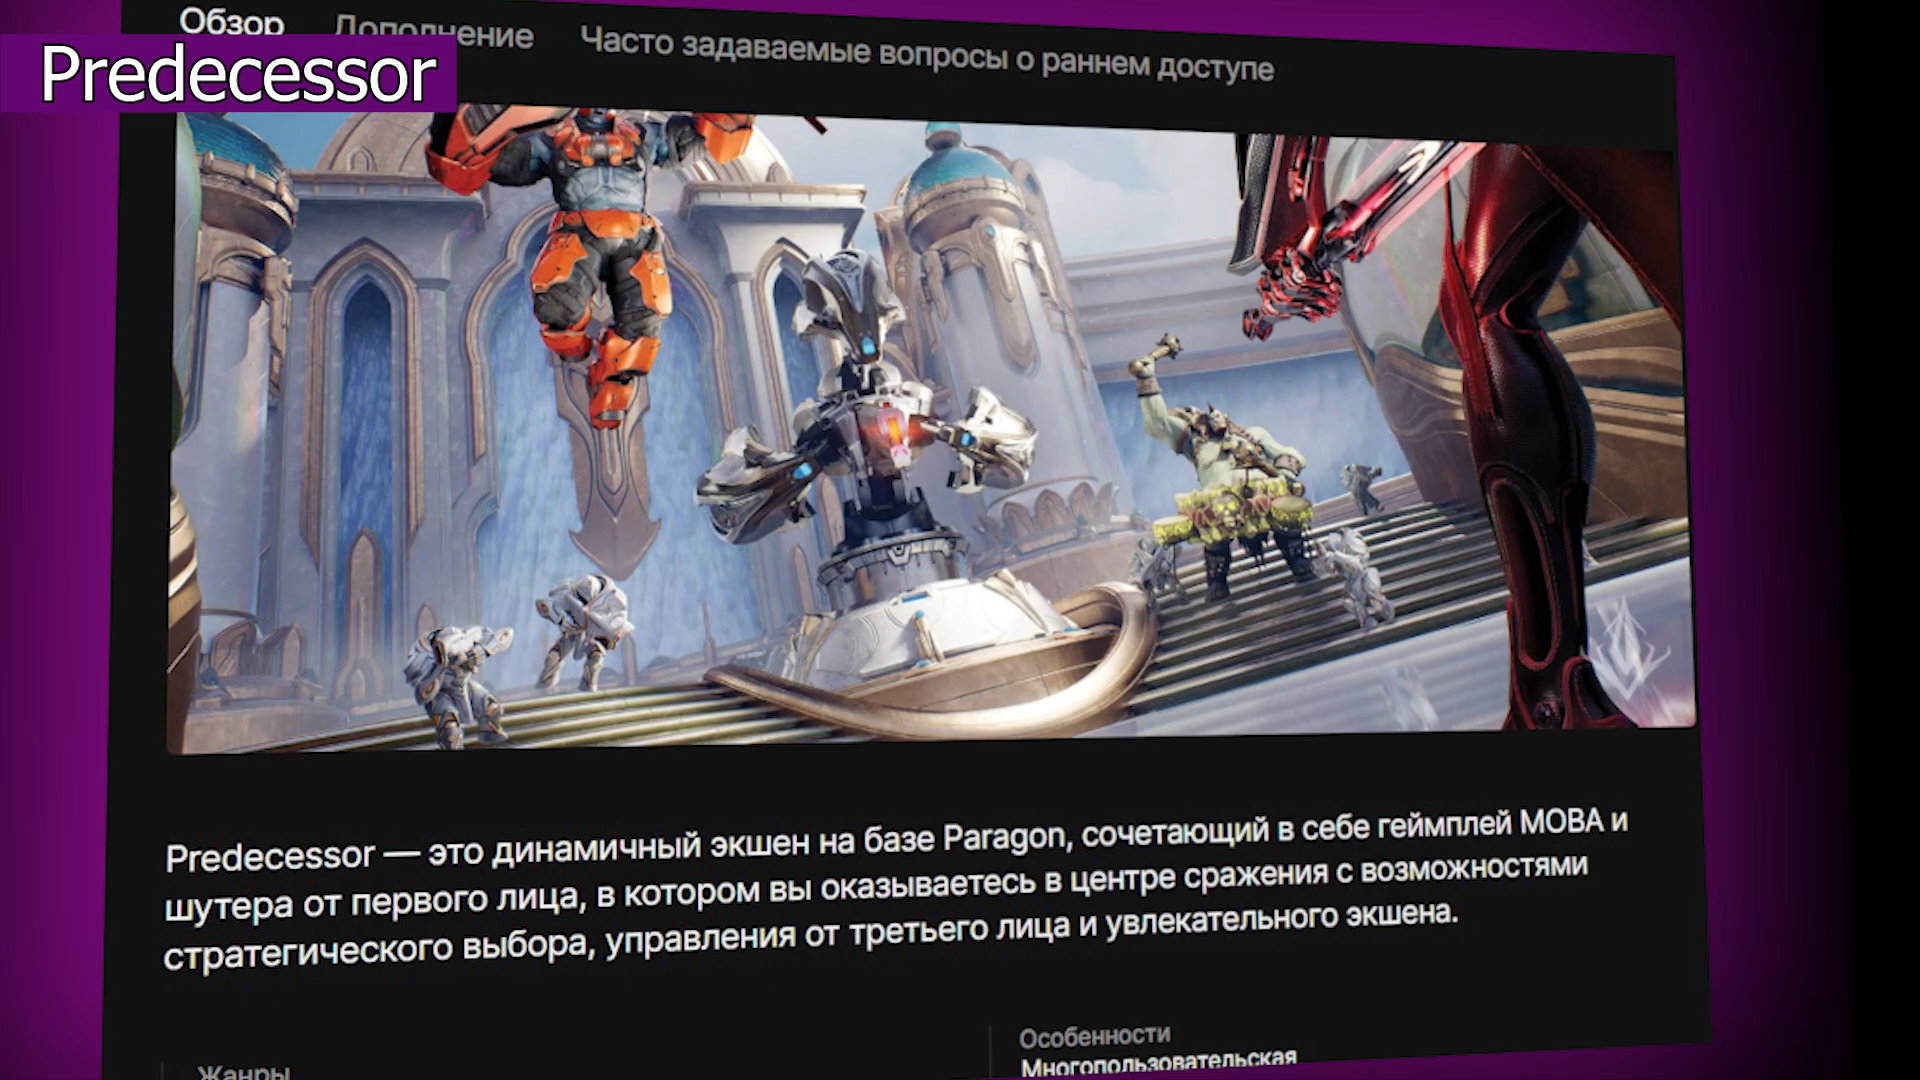 Обзор Дополнение Часто задаваемые вопросы о раннем доступе
Predecessor
Predecessor — это динамичный экшен на базе Paragon, сочетающий в себе геймплей MOBA и
шутера от первого лица, в котором вы оказываетесь в центре сражения с возможностями
стратегического выбора, управления от третьего лица и увлекательного экшена.
Особенности
Многопользовательская
Жанры